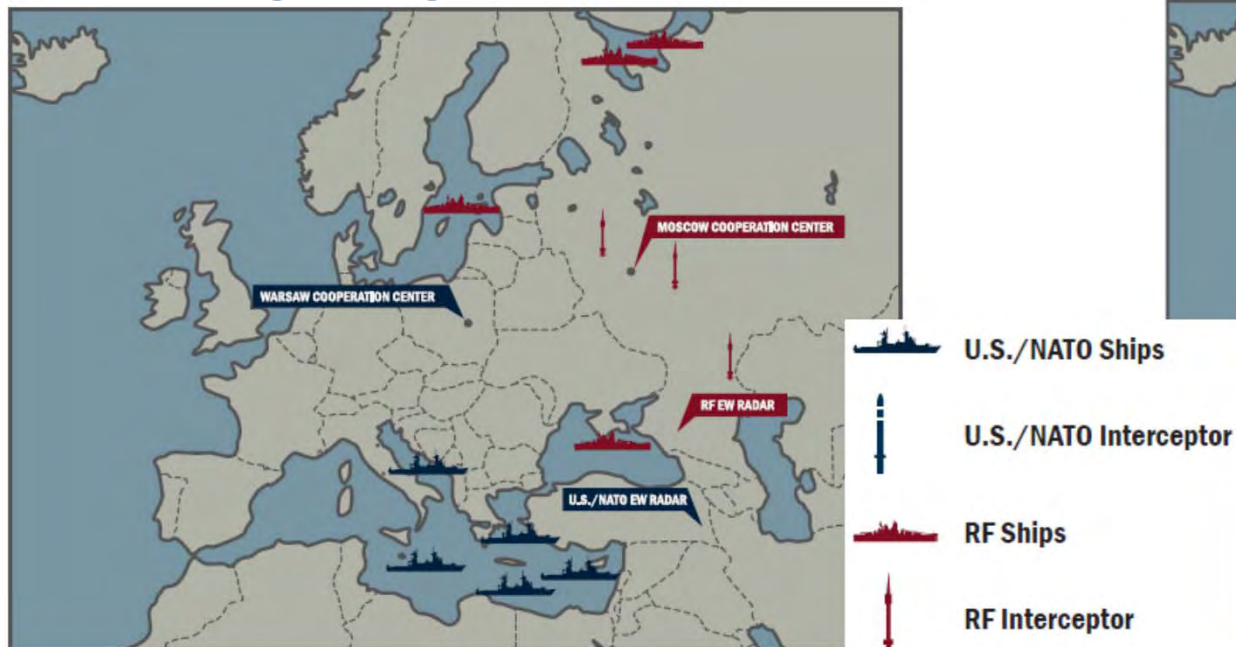 MOSCOW COOPERATION CENTER
WARSAW COOPERATION CENTER
RF EW RADAR
U.S./NATO EW RADAR
U.S./NATO Ships
U.S./NATO Interceptor
RF Ships
RF Interceptor